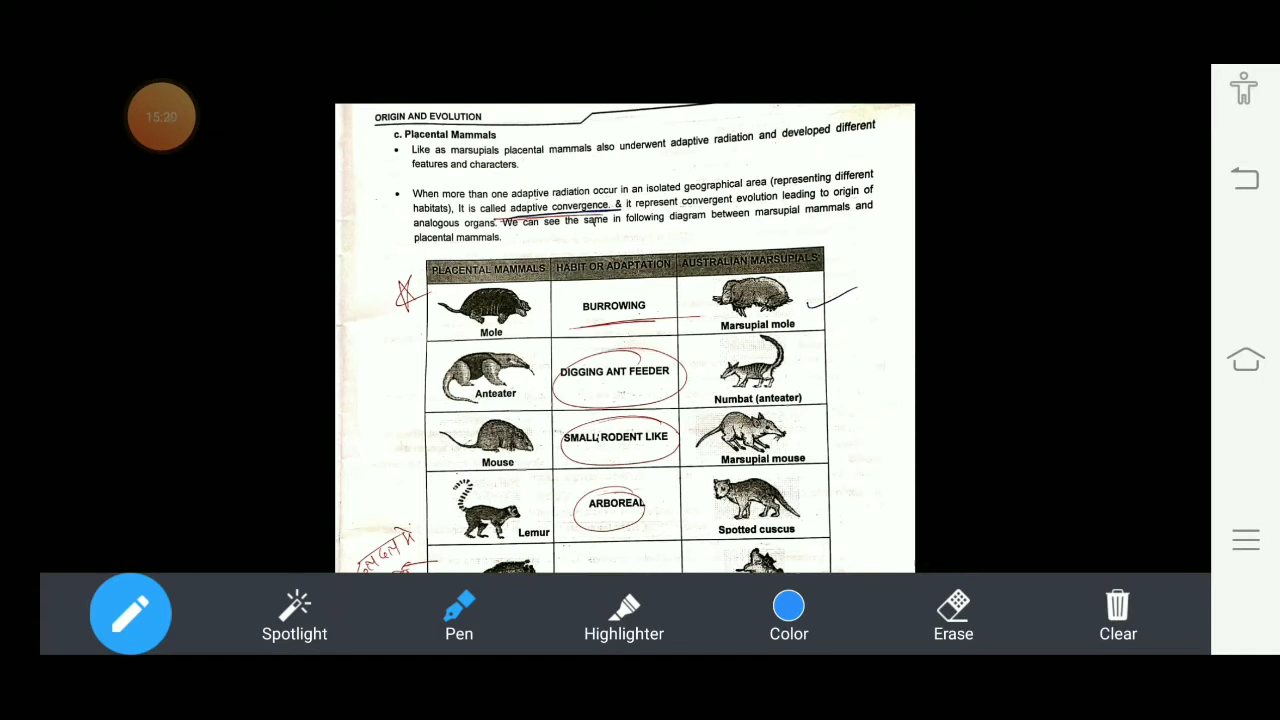 15:20
ORIGIN AND EVOLUTION
c. Placental Mammals
• Like as marsupials placental mammals also underwent adaptive radiation and developed different
features and characters.
• When more than one adaptive radiation occur in an isolated geographical area (representing different
habitats), It is called adaptive convergence. & it represent convergent evolution leading to origin of
analogous organs. We can see the same in following diagram between marsupial mammals and
placental mammals.
PLACENTAL MAMMALS HABIT OR ADAPTATION AUSTRALIAN MARSUPIALS
Mole BURROWING Marsupial mole
Anteater DIGGING ANT FEEDER Numbat (anteater)
Mouse SMALL RODENT LIKE Marsupial mouse
Lemur ARBOREAL Spotted cuscus
Spotlight Pen Highlighter Color Erase Clear